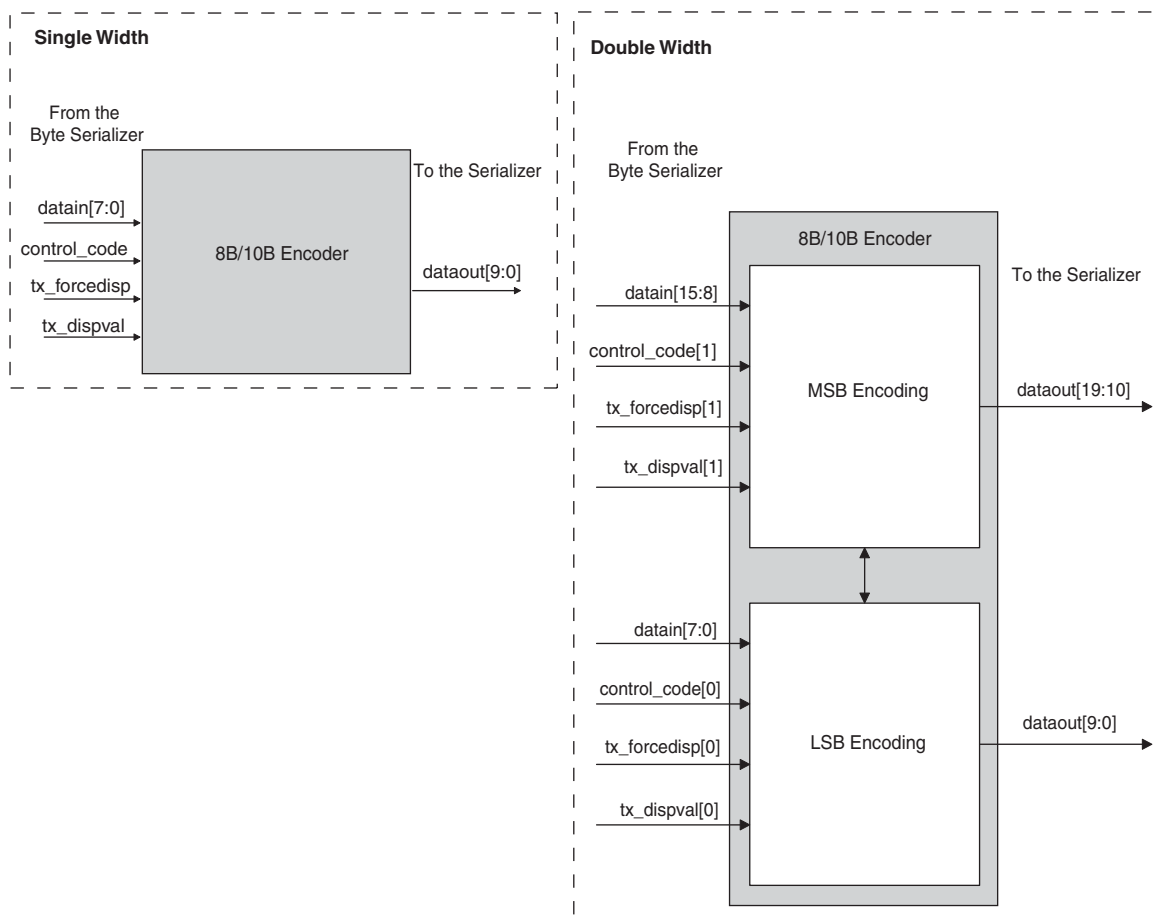 Single Width
From the
Byte Serializer
To the Serializer
datain[7:0]
control_code
tx_forcedisp
tx_dispval
8B/10B Encoder
dataout[9:0]
Double Width
From the
Byte Serializer
8B/10B Encoder
To the Serializer
datain[15:8]
control_code[1]
tx_forcedisp[1]
tx_dispval[1]
MSB Encoding
dataout[19:10]
datain[7:0]
control_code[0]
tx_forcedisp[0]
tx_dispval[0]
LSB Encoding
dataout[9:0]